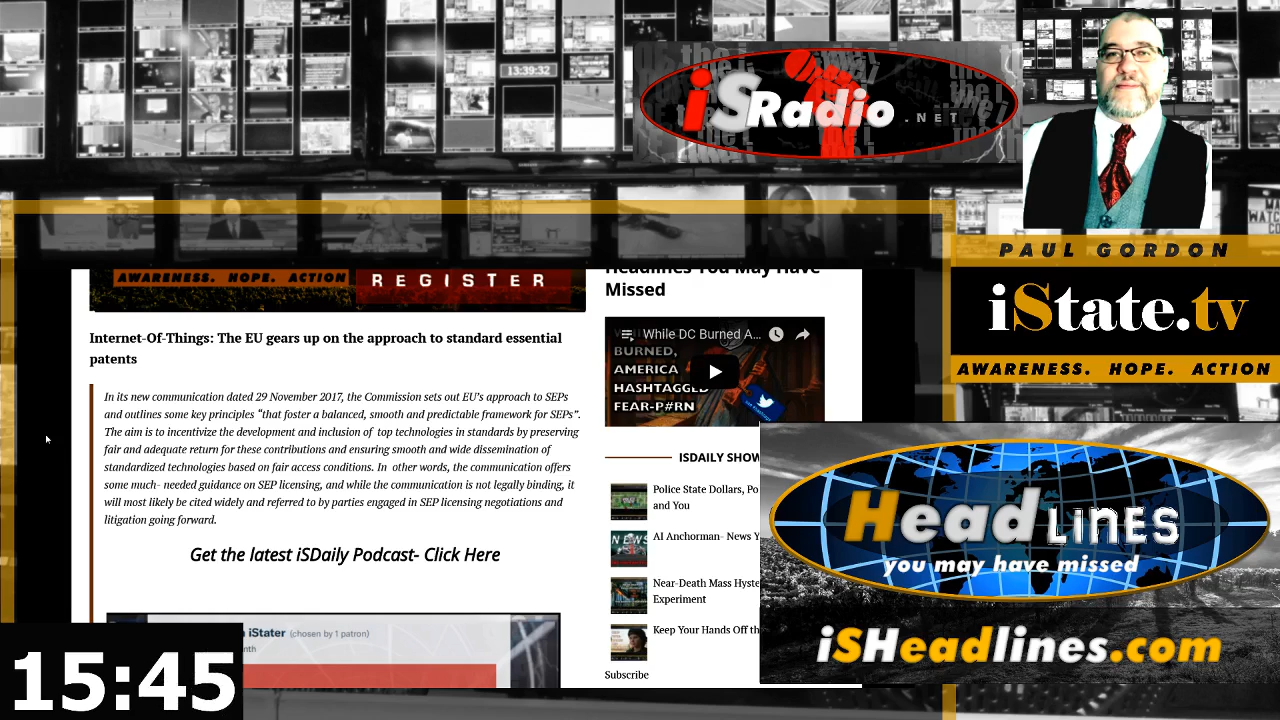 13:39:32
iSRadio.NET
PAUL GORDON
iState.tv
AWARENESS. HOPE. ACTION
AWARENESS. HOPE. ACTION
REGISTER
Internet-Of-Things: The EU gears up on the approach to standard essential
patents
In its new communication dated 29 November 2017, the Commission sets out EU's approach to SEPs
and outlines some key principles "that foster a balanced, smooth and predictable framework for SEPs".
The aim is to incentivize the development and inclusion of top technologies in standards by preserving
fair and adequate return for these contributions and ensuring smooth and wide dissemination of
standardized technologies based on fair access conditions. In other words, the communication offers
some much- needed guidance on SEP licensing, and while the communication is not legally binding, it
will most likely be cited widely and referred to by parties engaged in SEP licensing negotiations and
litigation going forward.
Get the latest iSDaily Podcast- Click Here
iStater (chosen by 1 patron)
Headlines You May Have
Missed
While DC Burned A...
BURNED,
AMERICA
HASHTAGGED
FEAR-P#RN
ISDAILY SHOW
Police State Dollars, Po
and You
AI Anchorman- News Y
Near-Death Mass Hyste
Experiment
Keep Your Hands Off th
Subscribe
HeadLINES
you may have missed
iSHeadlines.com
15:45